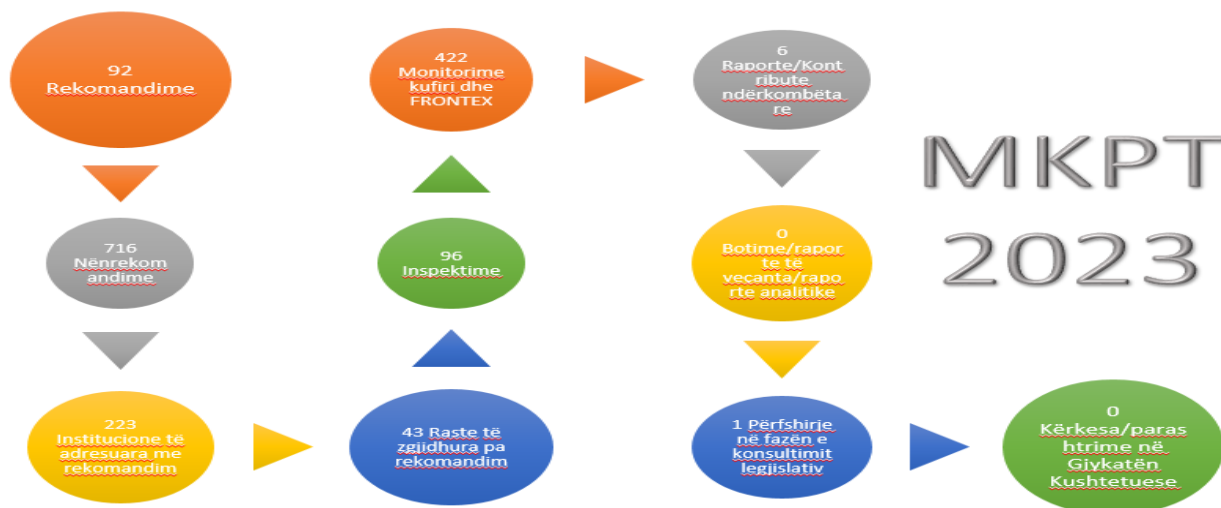 92
Rekomandime
716
Nënrekom
andime
223
Institucione të
adresuara me
rekomandim
43 Raste të
zgjidhura pa
rekomandim
96
Inspektime
422
Monitorime
kufiri dhe
FRONTEX
6
Raporte/Kont
ribute
ndërkombëta
re
0
Botime/rapor
te të
veçanta/rapo
rte analitike
1 Përfshirje
në fazën e
konsultimit
legjislativ
0
Kërkesa/paras
htrime në
Gjykatën
Kushtetuese
MKPT
2023